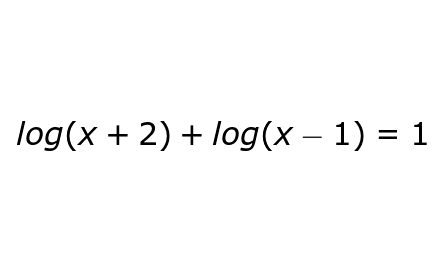 log(x + 2) + log(x − 1) = 1